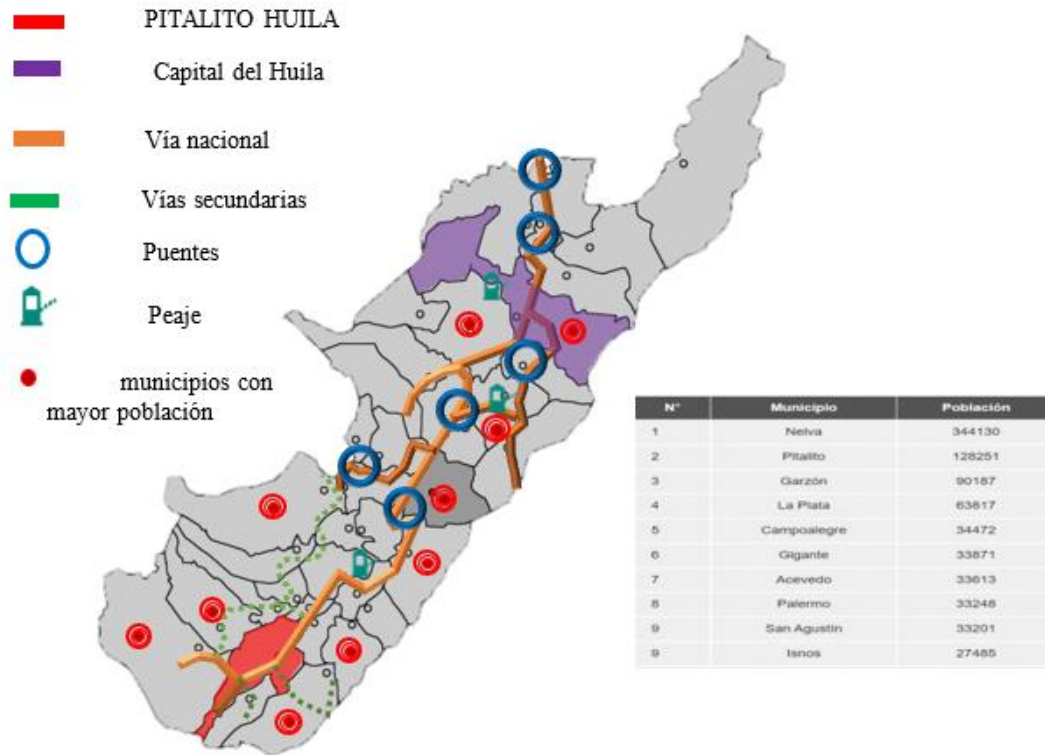 PITALITO HUILA
Capital del Huila
Vía nacional
Vías secundarias
Puentes
Peaje
municipios con
mayor población
N° Municipio Población
1 Neiva 344130
2 Pitalito 128251
3 Garzón 90187
4 La Plata 63817
5 Campoalegre 34472
6 Gigante 33871
7 Acevedo 33613
8 Palermo 33248
9 San Agustín 33201
9 Isnos 27485